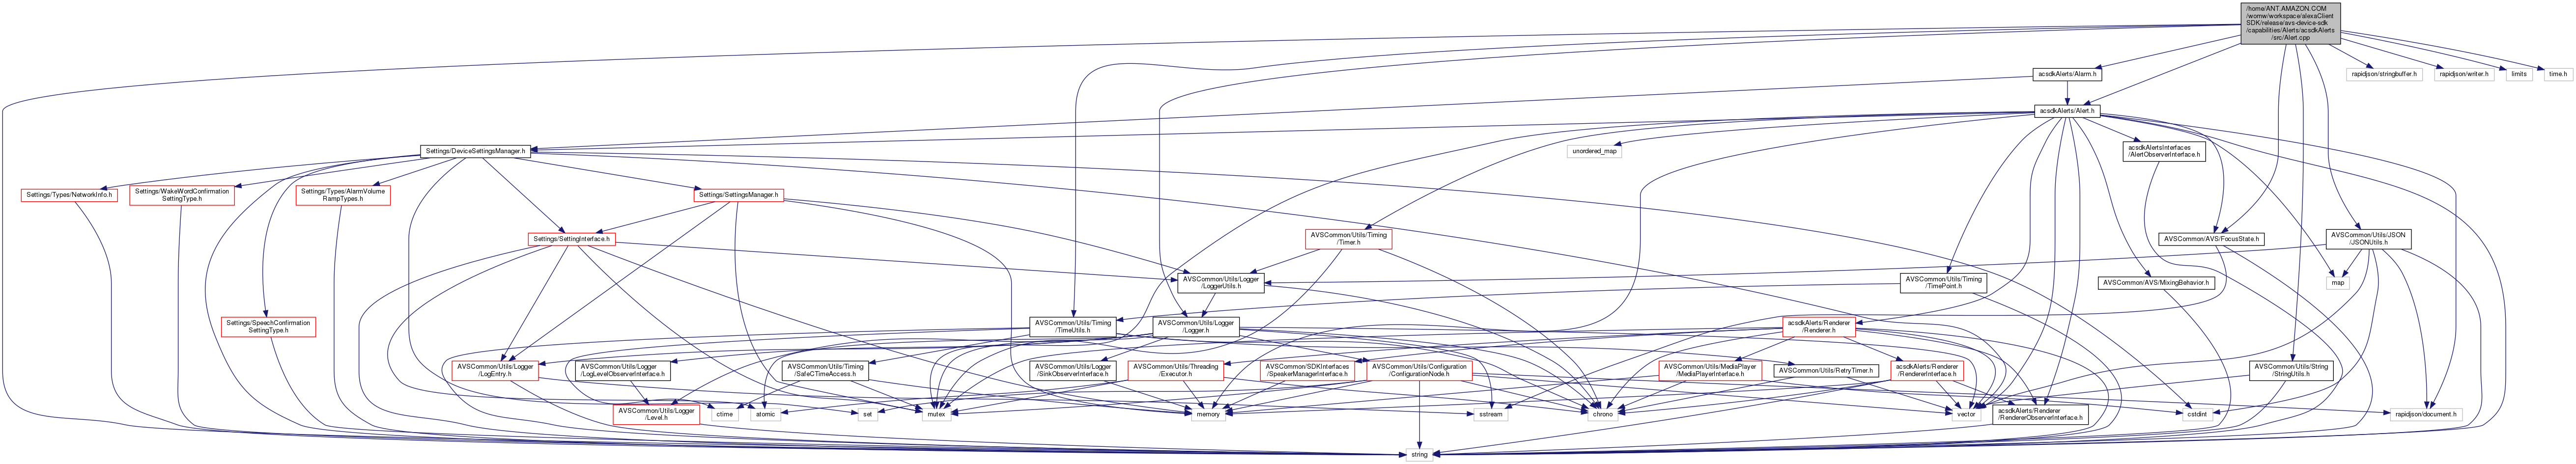 /home/ANT.AMAZON.COM
/womw/workspace/alexaClient
SDK/release/avs-device-sdk
/capabilities/Alerts/acsdkAlerts
/src/Alert.cpp
acsdkAlerts/Alarm.h
rapidjson/stringbuffer.h
rapidjson/writer.h
limits
time.h
acsdkAlerts/Alert.h
Settings/DeviceSettingsManager.h
unordered_map
acsdkAlertsInterfaces
/AlertObserverInterface.h
Settings/Types/NetworkInfo.h
Settings/WakeWordConfirmation
SettingType.h
Settings/Types/AlarmVolume
RampTypes.h
Settings/SettingsManager.h
Settings/SettingInterface.h
AVSCommon/Utils/Timing
/Timer.h
AVSCommon/AVS/FocusState.h
AVSCommon/Utils/JSON
/JSONUtils.h
AVSCommon/Utils/Logger
/LoggerUtils.h
AVSCommon/Utils/Timing
/TimePoint.h
AVSCommon/AVS/MixingBehavior.h
map
Settings/SpeechConfirmation
SettingType.h
AVSCommon/Utils/Timing
/TimeUtils.h
AVSCommon/Utils/Logger
/Logger.h
acsdkAlerts/Renderer
/Renderer.h
AVSCommon/Utils/Logger
/LogEntry.h
AVSCommon/Utils/Logger
/LogLevelObserverInterface.h
AVSCommon/Utils/Timing
/SafeCTimeAccess.h
AVSCommon/Utils/Logger
/SinkObserverInterface.h
AVSCommon/Utils/Threading
/Executor.h
AVSCommon/SDKInterfaces
/SpeakerManagerInterface.h
AVSCommon/Utils/Configuration
/ConfigurationNode.h
AVSCommon/Utils/MediaPlayer
/MediaPlayerInterface.h
AVSCommon/Utils/RetryTimer.h
acsdkAlerts/Renderer
/RendererInterface.h
AVSCommon/Utils/String
/StringUtils.h
AVSCommon/Utils/Logger
/Level.h
ctime
atomic
set
mutex
memory
sstream
chrono
vector
acsdkAlerts/Renderer
/RendererObserverInterface.h
cstdint
rapidjson/document.h
string